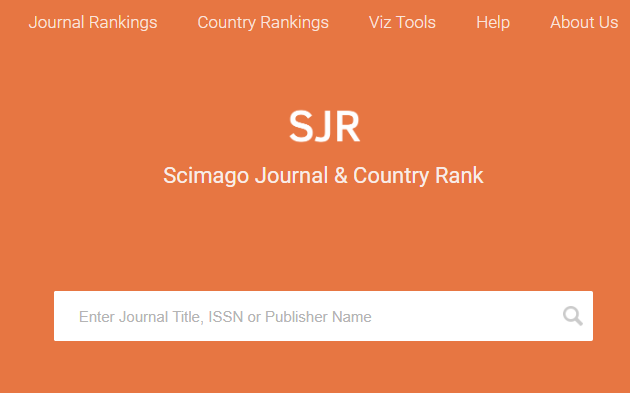 Journal Rankings Country Rankings Viz Tools Help About Us
SJR
Scimago Journal & Country Rank
Enter Journal Title, ISSN or Publisher Name